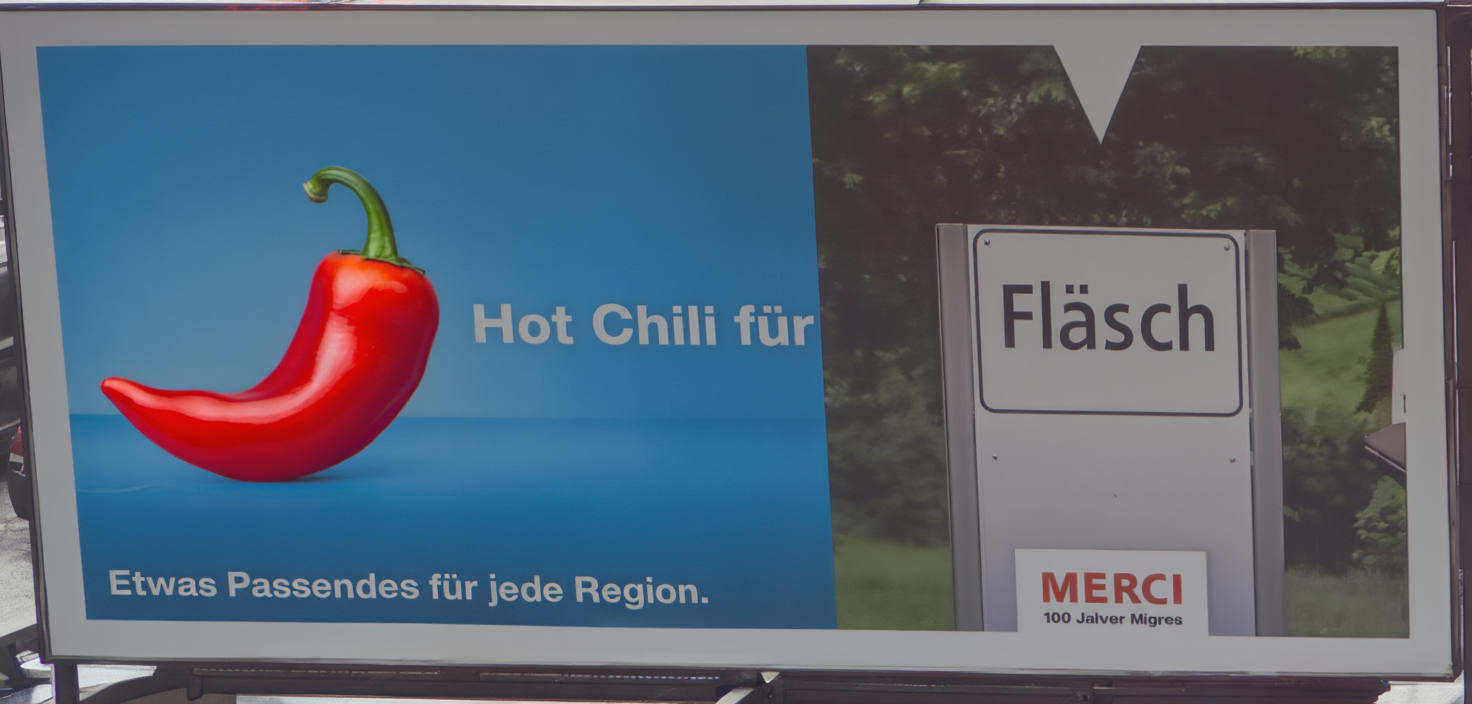 Hot Chili für
Fläsch
Etwas Passendes für jede Region.
MERCI
100 Jalver Migres